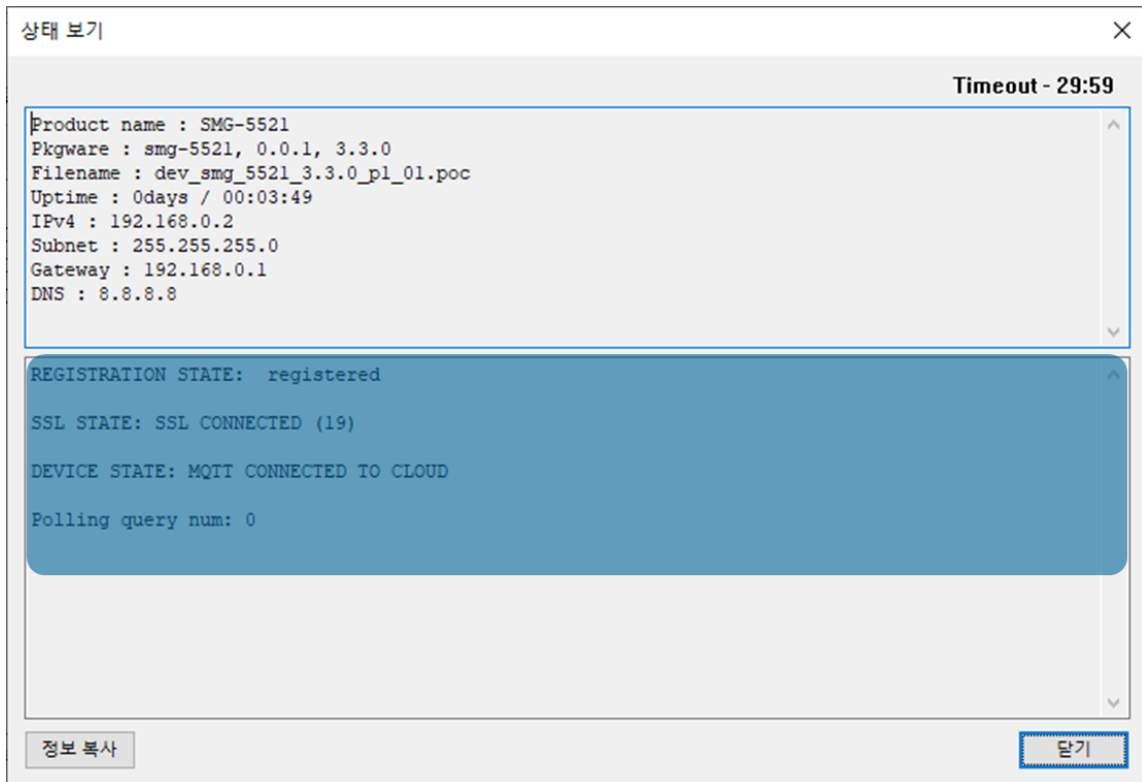 상태 보기
Timeout - 29:59
Product name : SMG-5521
Pkgware : smg-5521, 0.0.1, 3.3.0
Filename : dev_smg_5521_3.3.0_p1_01.poc
Uptime : 0days / 00:03:49
IPv4 : 192.168.0.2
Subnet : 255.255.255.0
Gateway : 192.168.0.1
DNS : 8.8.8.8
REGISTRATION STATE:  registered
SSL STATE: SSL CONNECTED (19)
DEVICE STATE: MQTT CONNECTED TO CLOUD
Polling query num: 0
정보 복사
닫기